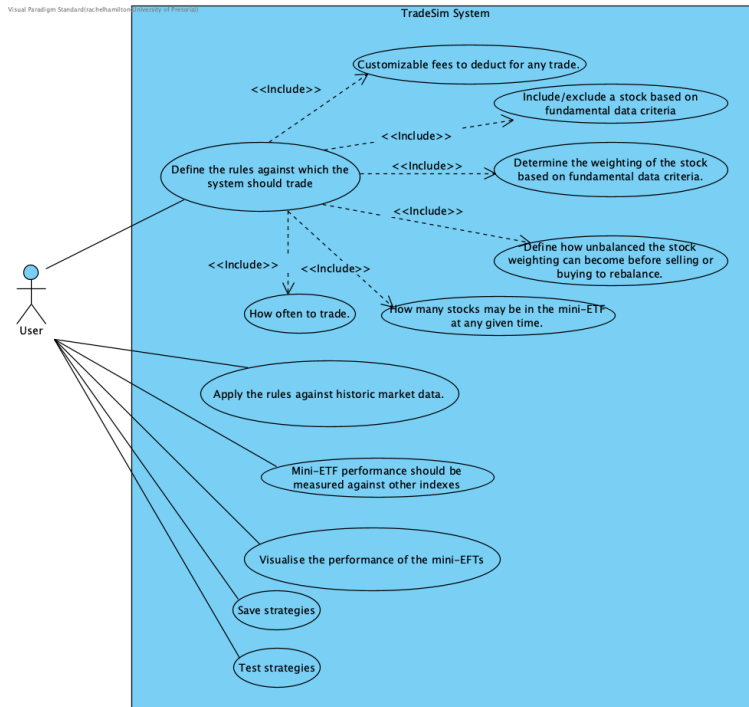 Visual Paradigm Standard(rachelhamilton(University of Pretoria))
TradeSim System
Customizable fees to deduct for any trade.
<<Include>>
Include/exclude a stock based on
fundamental data criteria
<<Include>>
Define the rules against which the
system should trade
<<Include>>
Determine the weighting of the stock
based on fundamental data criteria.
<<Include>>
Define how unbalanced the stock
weighting can become before selling or
buying to rebalance.
<<Include>>
<<Include>>
How often to trade.
How many stocks may be in the mini-ETF
at any given time.
User
Apply the rules against historic market data.
Mini-ETF performance should be
measured against other indexes
Visualise the performance of the mini-EFTs
Save strategies
Test strategies